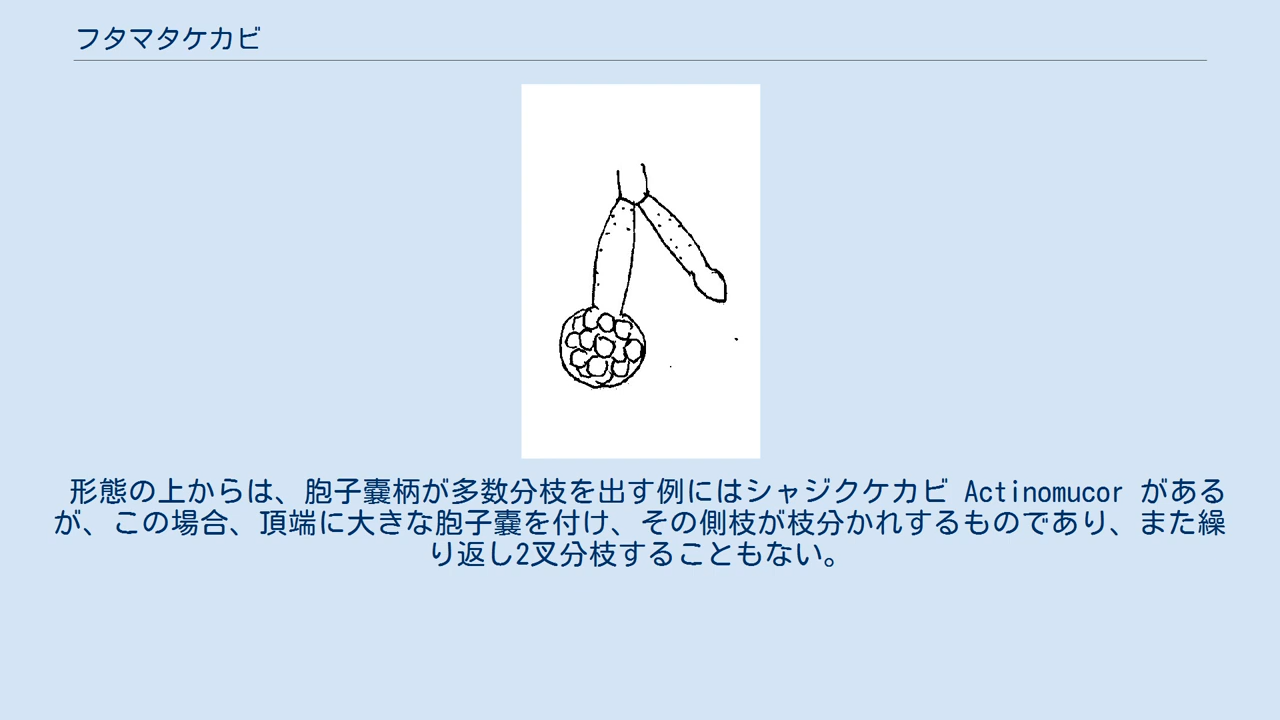 フタマタケカビ
形態の上からは、胞子嚢柄が多数分枝を出す例にはシャジクケカビ Actinomucor がある
が、この場合、頂端に大きな胞子嚢を付け、その側枝が枝分かれするものであり、また繰
り返し2叉分枝することもない。